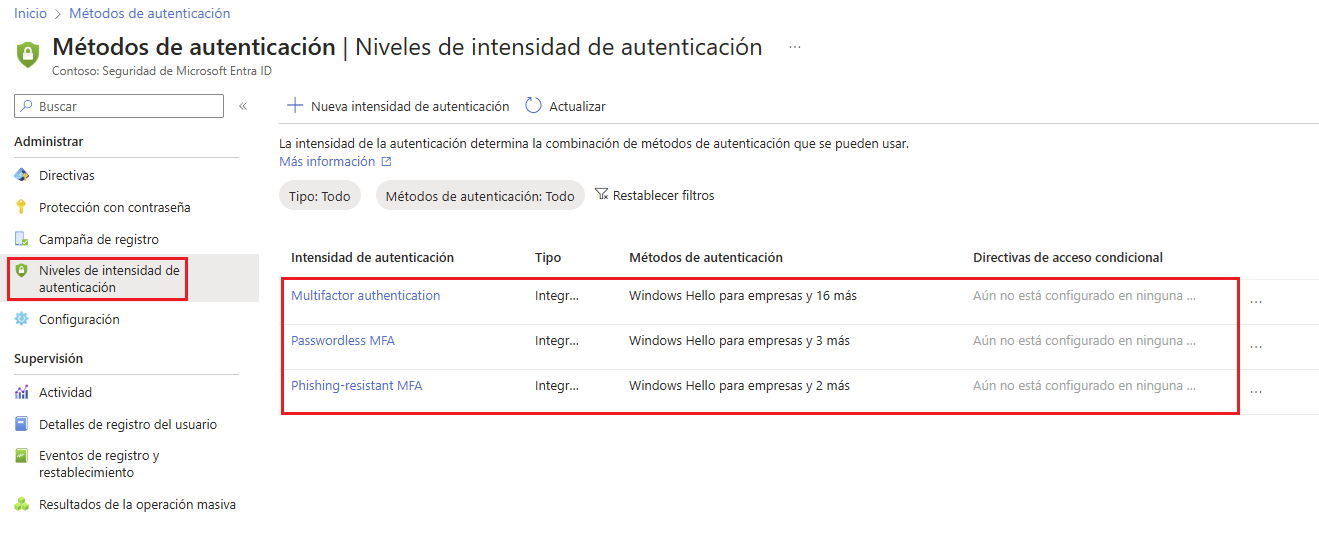 Inicio > Métodos de autenticación
Métodos de autenticación | Niveles de intensidad de autenticación ...
Contoso: Seguridad de Microsoft Entra ID
Buscar «
Administrar
Directivas
Protección con contraseña
Campaña de registro
Niveles de intensidad de
autenticación
Configuración
Supervisión
Actividad
Detalles de registro del usuario
Eventos de registro y
restablecimiento
Resultados de la operación masiva
Nueva intensidad de autenticación Actualizar
La intensidad de la autenticación determina la combinación de métodos de autenticación que se pueden usar.
Más información
Tipo: Todo Métodos de autenticación: Todo Restablecer filtros
Intensidad de autenticación Tipo Métodos de autenticación Directivas de acceso condicional
Multifactor authentication Integr... Windows Hello para empresas y 16 más Aún no está configurado en ninguna ... ...
Passwordless MFA Integr... Windows Hello para empresas y 3 más Aún no está configurado en ninguna ... ...
Phishing-resistant MFA Integr... Windows Hello para empresas y 2 más Aún no está configurado en ninguna ... ...